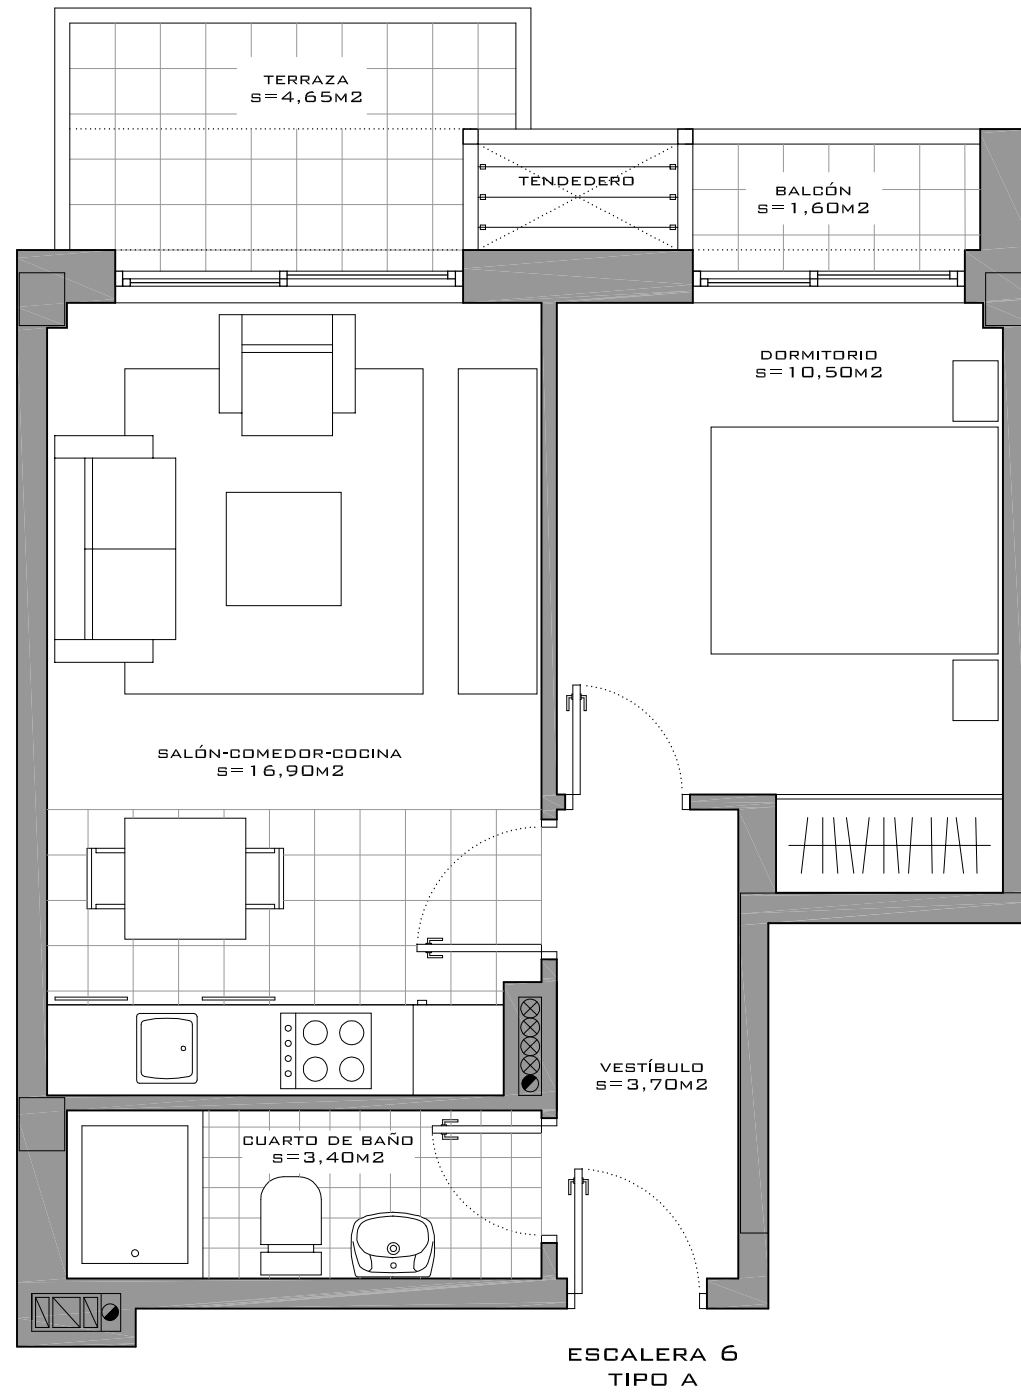 TERRAZA
S=4,65M2
TENDEDERO
BALCÓN
S=1,60M2
DORMITORIO
S=10,50M2
SALÓN-COMEDOR-COCINA
S=16,90M2
VESTÍBULO
S=3,70M2
CUARTO DE BAÑO
S=3,40M2
ESCALERA 6
TIPO A